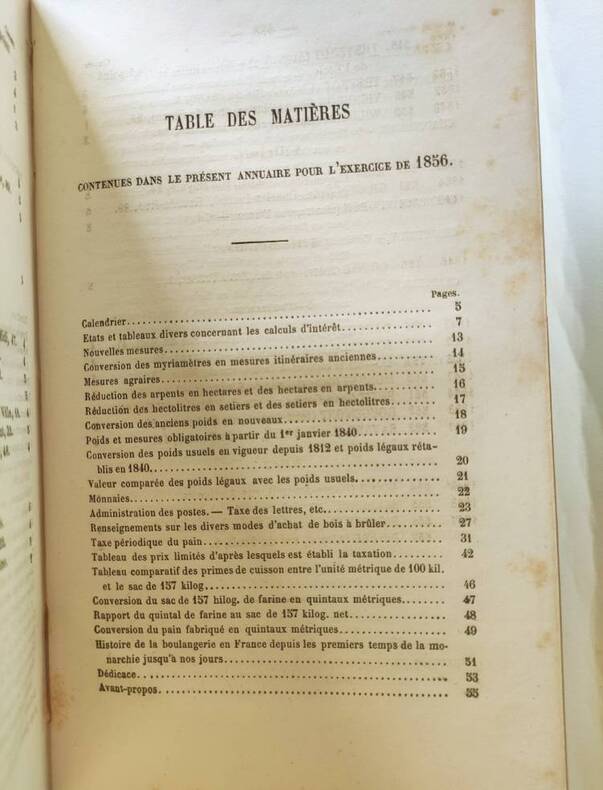 TABLE DES MATIÈRES
CONTENUES DANS LE PRÉSENT ANNUAIRE POUR L'EXERCICE DE 1856.
Pages.
Calendrier........ 5
Etats et tableaux divers concernant les calculs d'intérêt........ 7
Nouvelles mesures........ 13
Conversion des myriamètres en mesures itinéraires anciennes........ 14
Mesures agraires........ 15
Réduction des arpents en hectares et des hectares en arpents........ 16
Réduction des hectolitres en setiers et des setiers en hectolitres........ 17
Conversion des anciens poids en nouveaux........ 18
Poids et mesures obligatoires à partir du 1er janvier 1840........ 19
Conversion des poids usuels en vigueur depuis 1812 et poids légaux réta-
blis en 1840........ 20
Valeur comparée des poids légaux avec les poids usuels........ 21
Monnaies........ 22
Administration des postes. — Taxe des lettres, etc........ 23
Renseignements sur les divers modes d'achat de bois à brûler........ 27
Taxe périodique du pain........ 31
Tableau des prix limités d'après lesquels est établi la taxation........ 42
Tableau comparatif des primes de cuisson entre l'unité métrique de 100 kil.
et le sac de 157 kilog........ 46
Conversion du sac de 157 hilog. de farine en quintaux métriques........ 47
Rapport du quintal de farine au sac de 157 kilog. net........ 48
Conversion du pain fabriqué en quintaux métriques........ 49
Histoire de la boulangerie en France depuis les premiers temps de la mo-
narchie jusqu'à nos jours........ 51
Dédicace........ 53
Avant-propos........ 55